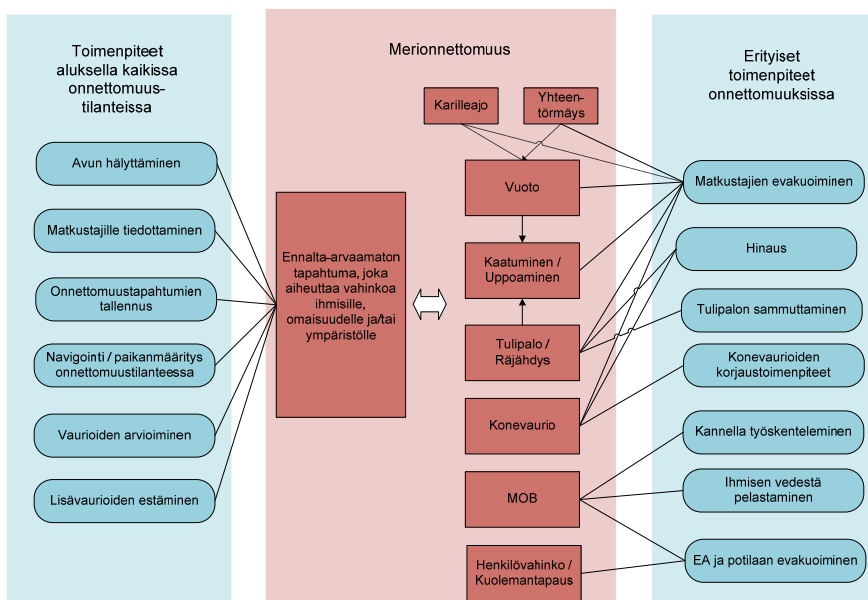 Toimenpiteet
aluksella kaikissa
onnettomuus-
tilanteissa
Avun hälyttäminen
Matkustajille tiedottaminen
Onnettomuustapahtumien
tallennus
Navigointi / paikanmääritys
onnettomuustilanteessa
Vaurioiden arvioiminen
Lisävaurioiden estäminen
Merionnettomuus
Ennalta-arvaamaton
tapahtuma, joka
aiheuttaa vahinkoa
ihmisille,
omaisuudelle ja/tai
ympäristölle
Karilleajo
Yhteen-
törmäys
Vuoto
Kaatuminen /
Uppoaminen
Tulipalo /
Räjähdys
Konevaurio
MOB
Henkilövahinko /
Kuolemantapaus
Erityiset
toimenpiteet
onnettomuuksissa
Matkustajien evakuoiminen
Hinaus
Tulipalon sammuttaminen
Konevaurioiden
korjaustoimenpiteet
Kannella työskenteleminen
Ihmisen vedestä
pelastaminen
EA ja potilaan evakuoiminen